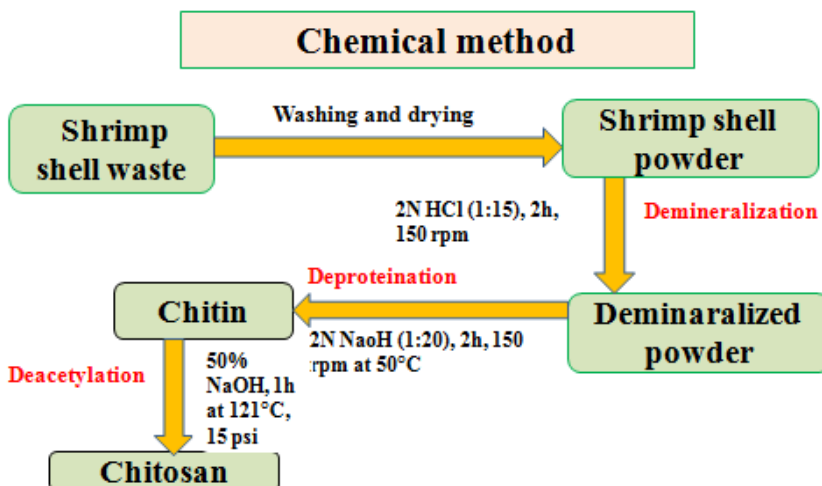 Chemical method
Shrimp
shell waste
Washing and drying
Shrimp shell
powder
2N HCl (1:15), 2h,
150 rpm
Demineralization
Deproteination
Chitin
2N NaoH (1:20), 2h, 150
rpm at 50°C
Deminaralized
powder
Deacetylation
50%
NaOH, 1h
at 121°C,
15 psi
Chitosan